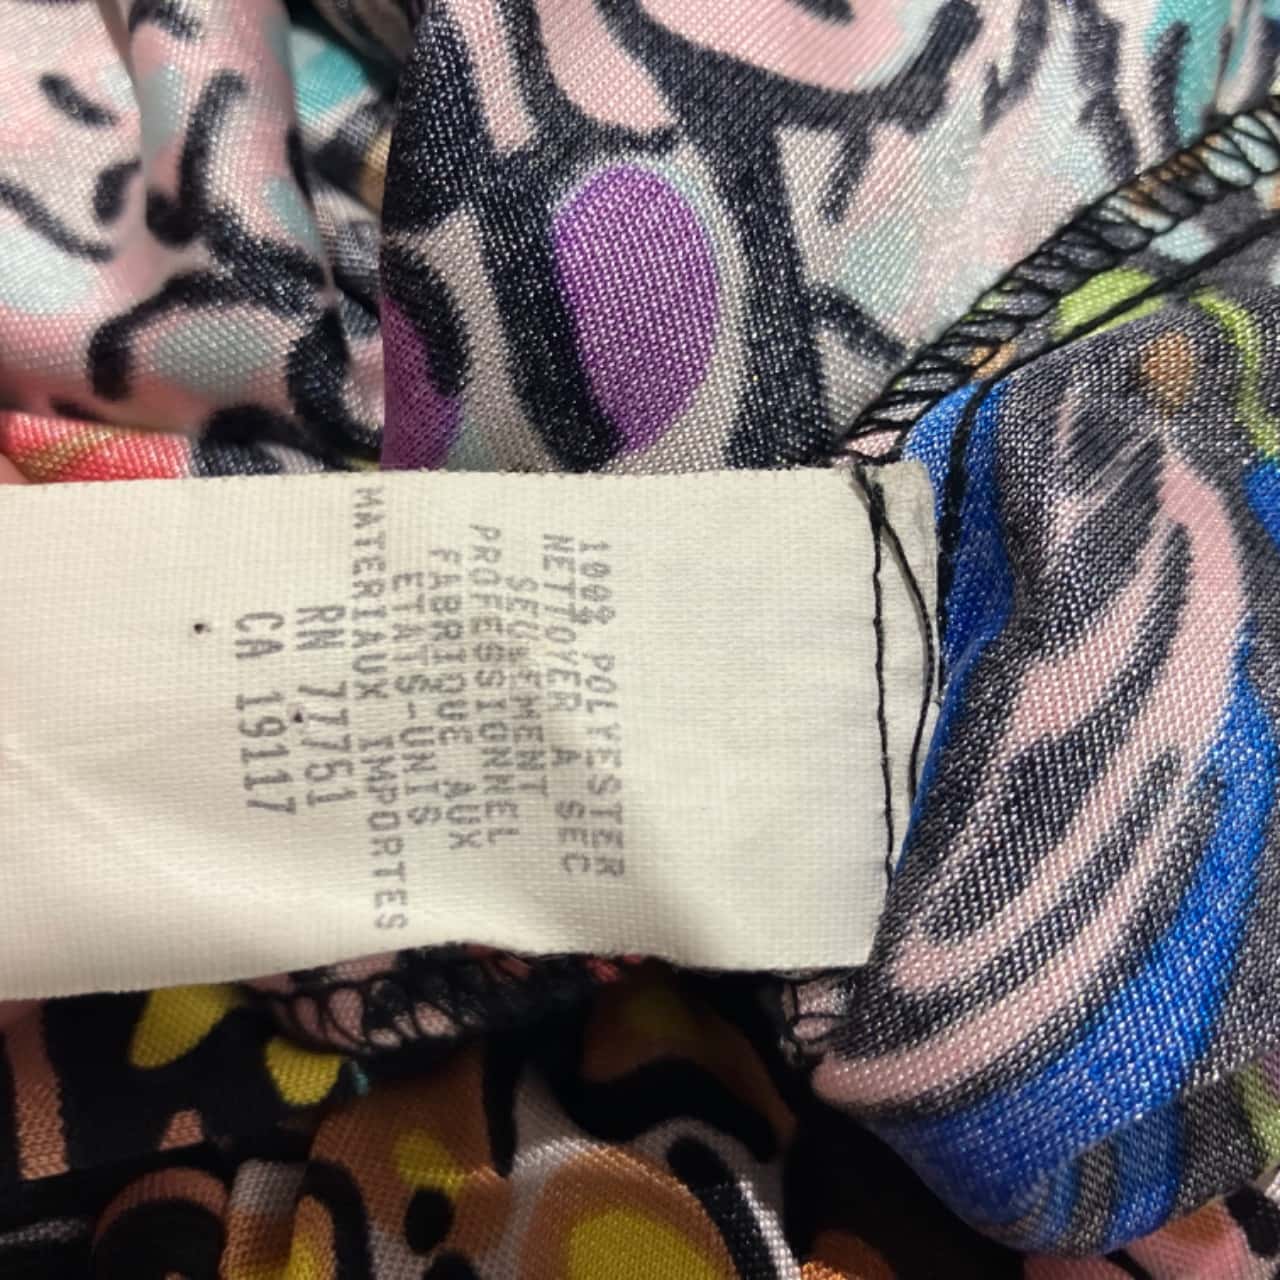 100% POLYESTER
NETTOYER A SEC
SEULEMENT
PROFESSIONNEL
FABRIQUE AUX
ETATS-UNIS
MATERIAUX IMPORTES
RN 77751
CA 19117